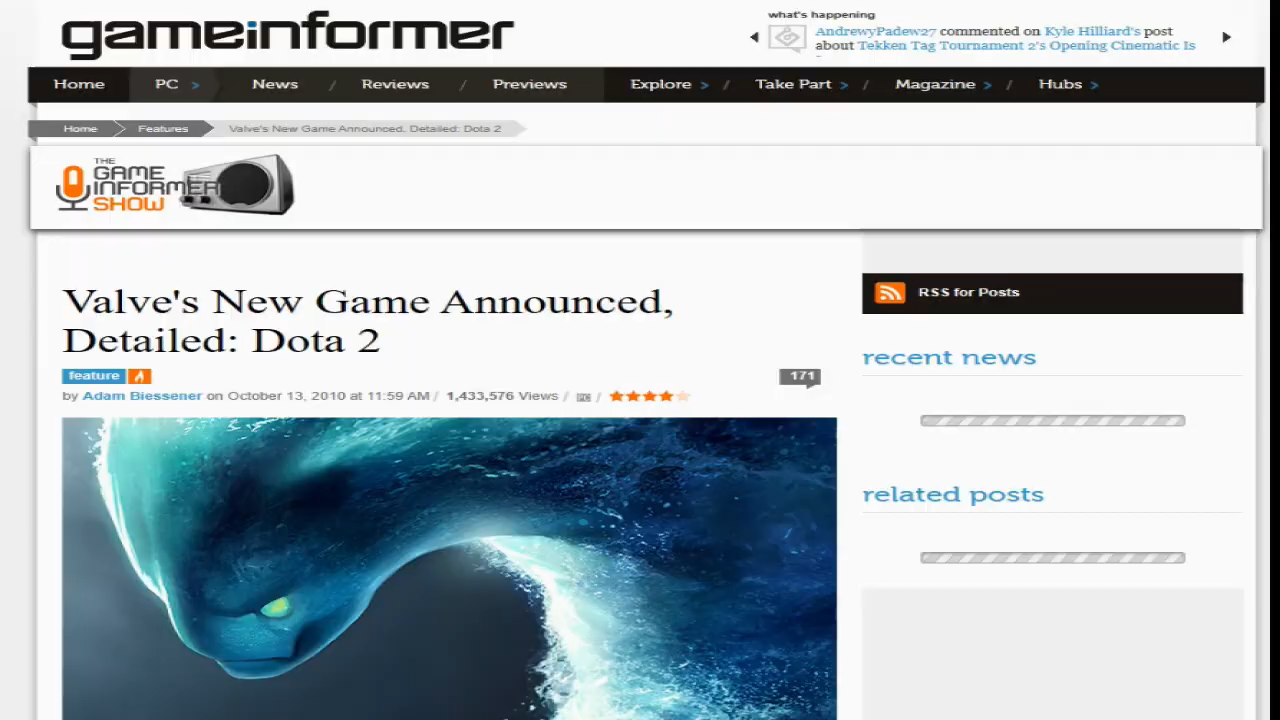 gameinformer
what's happening
AndrewyPadew27 commented on Kyle Hilliard's post
about Tekken Tag Tournament 2's Opening Cinematic Is
Home PC > News / Reviews / Previews Explore > / Take Part > / Magazine > / Hubs >
Home Features Valve's New Game Announced, Detailed: Dota 2
THE
GAME
INFORMER
SHOW
Valve's New Game Announced,
Detailed: Dota 2
feature
171
by Adam Biessener on October 13, 2010 at 11:59 AM / 1,433,576 Views / /
RSS for Posts
recent news
related posts